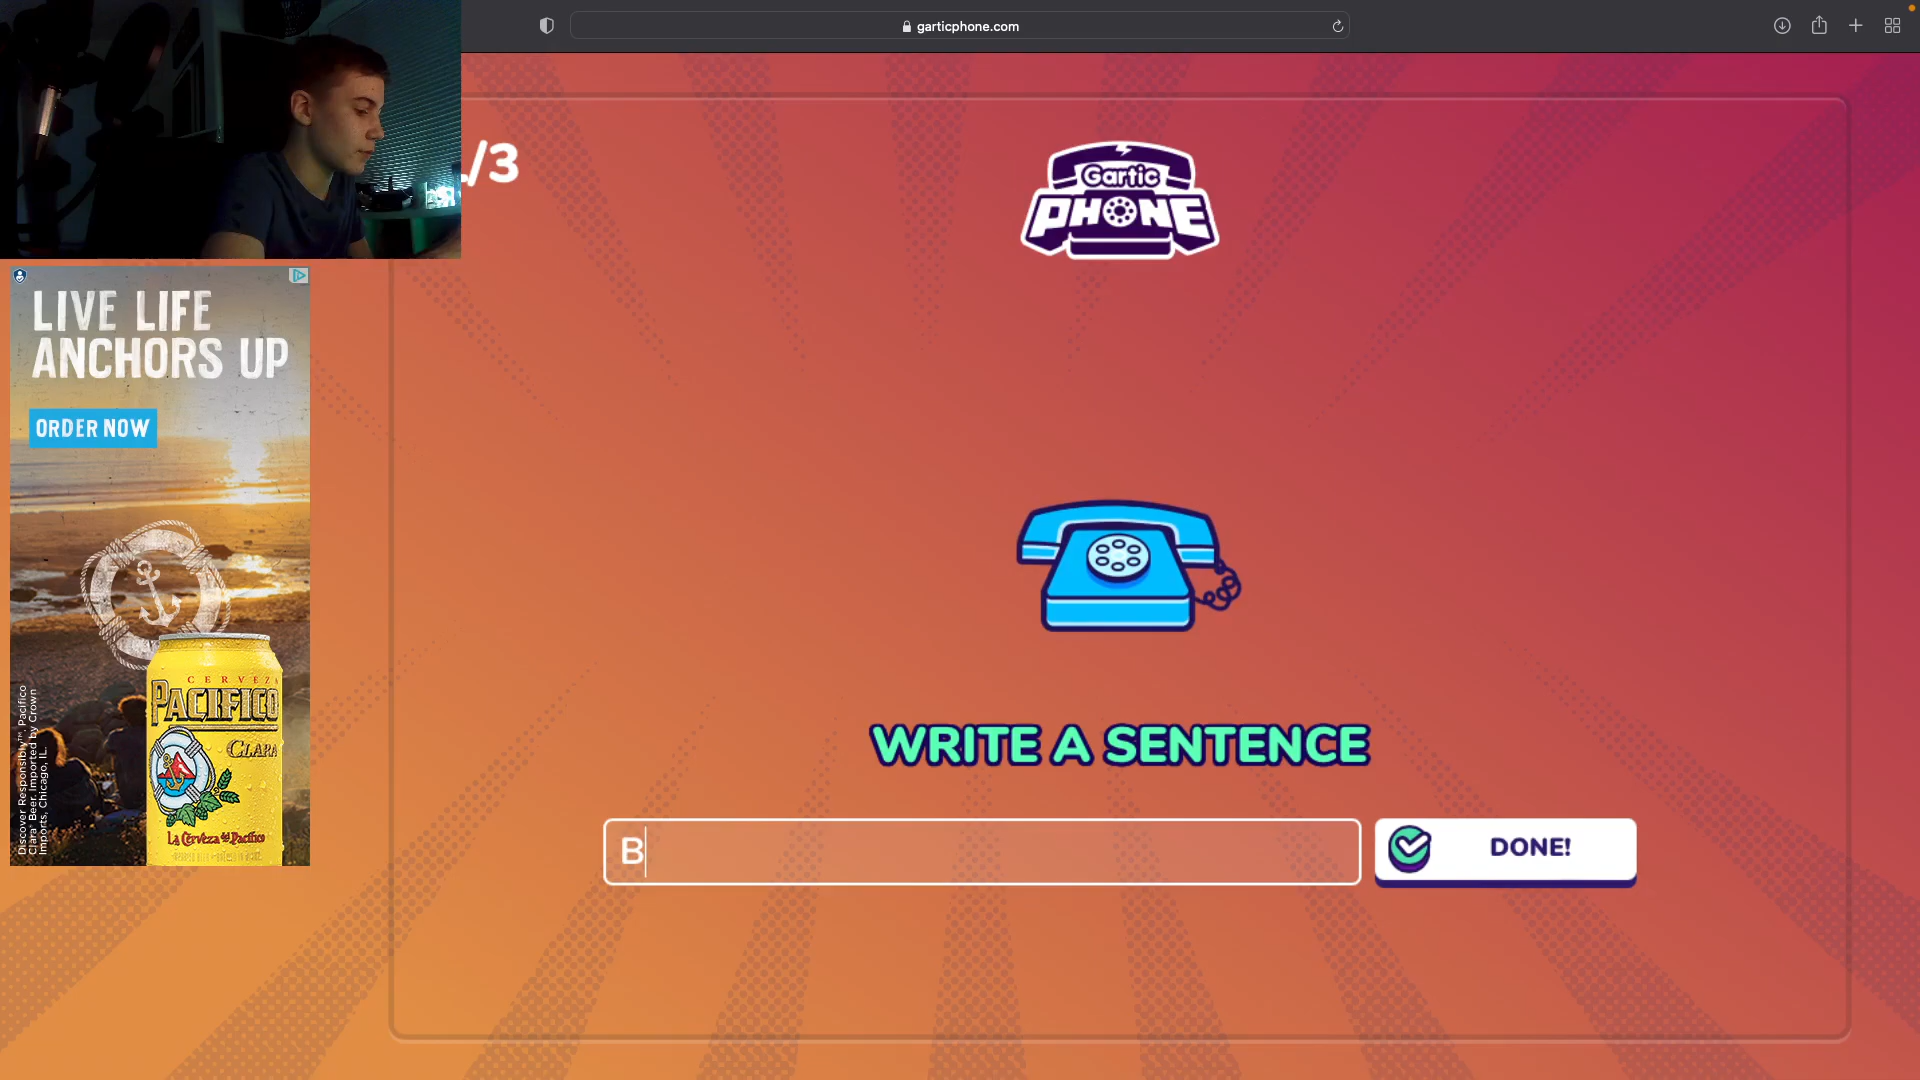 garticphone.com
/3
Gartic
PHONE
LIVE LIFE
ANCHORS UP
ORDER NOW
CERVEZA
PACIFICO
CLARA
La Cerveza del Pacífico
Discover Responsibly™, Pacifico
Clara® Beer. Imported by Crown
Imports, Chicago, IL.
WRITE A SENTENCE
B
DONE!